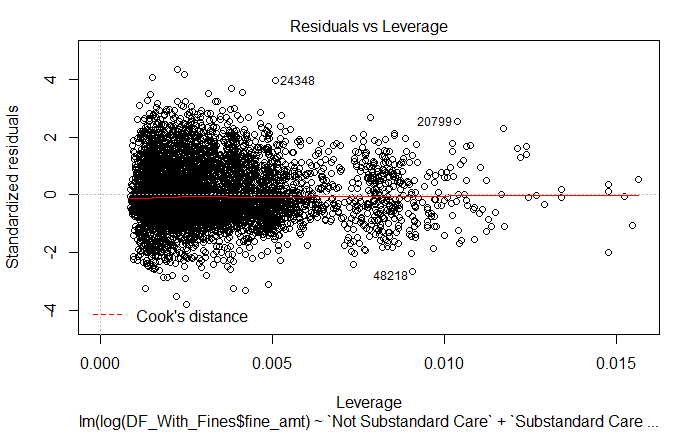 Residuals vs Leverage
Standardized residuals
4
2
0
-2
-4
24348
20799
48218
Cook's distance
0.000 0.005 0.010 0.015
Leverage
lm(log(DF_With_Fines$fine_amt) ~ `Not Substandard Care` + `Substandard Care ...